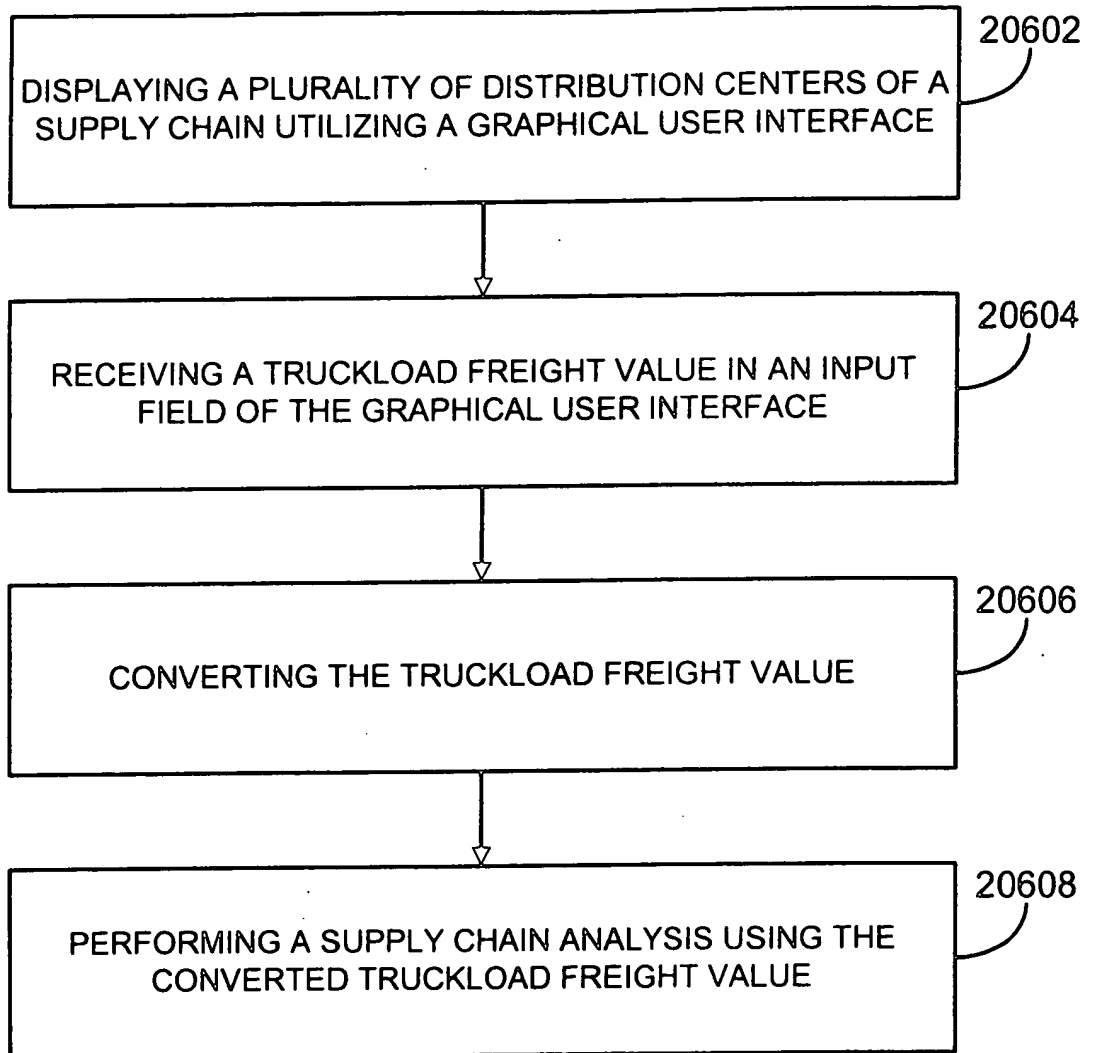 20602
DISPLAYING A PLURALITY OF DISTRIBUTION CENTERS OF A
SUPPLY CHAIN UTILIZING A GRAPHICAL USER INTERFACE
20604
RECEIVING A TRUCKLOAD FREIGHT VALUE IN AN INPUT
FIELD OF THE GRAPHICAL USER INTERFACE
20606
CONVERTING THE TRUCKLOAD FREIGHT VALUE
20608
PERFORMING A SUPPLY CHAIN ANALYSIS USING THE
CONVERTED TRUCKLOAD FREIGHT VALUE